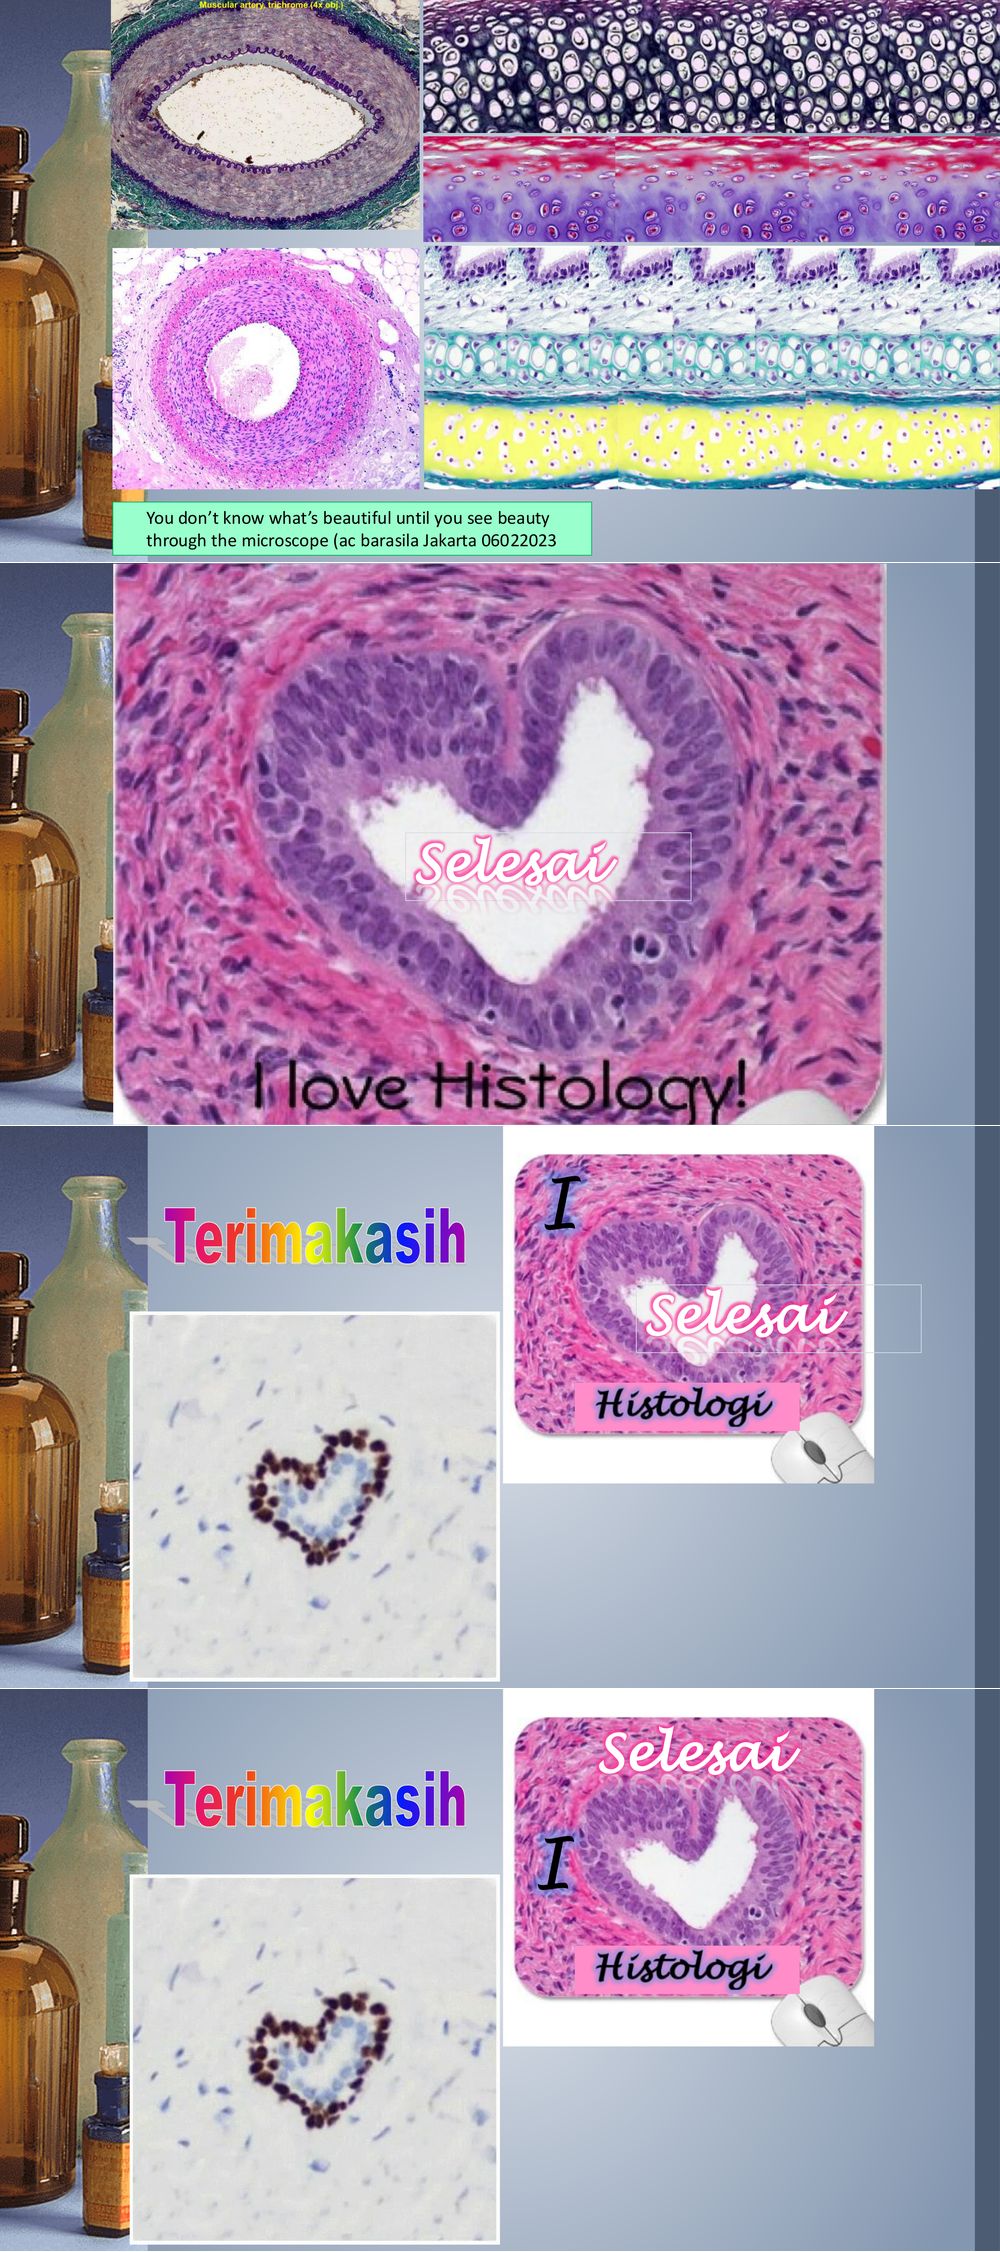 Muscular artery, trichrome (4x obj.)
You don't know what's beautiful until you see beauty
through the microscope (ac barasila Jakarta 06022023
Selesai
I love Histology!
Terimakasih
I
Selesai
Histologi
Terimakasih
Selesai
I
Histologi